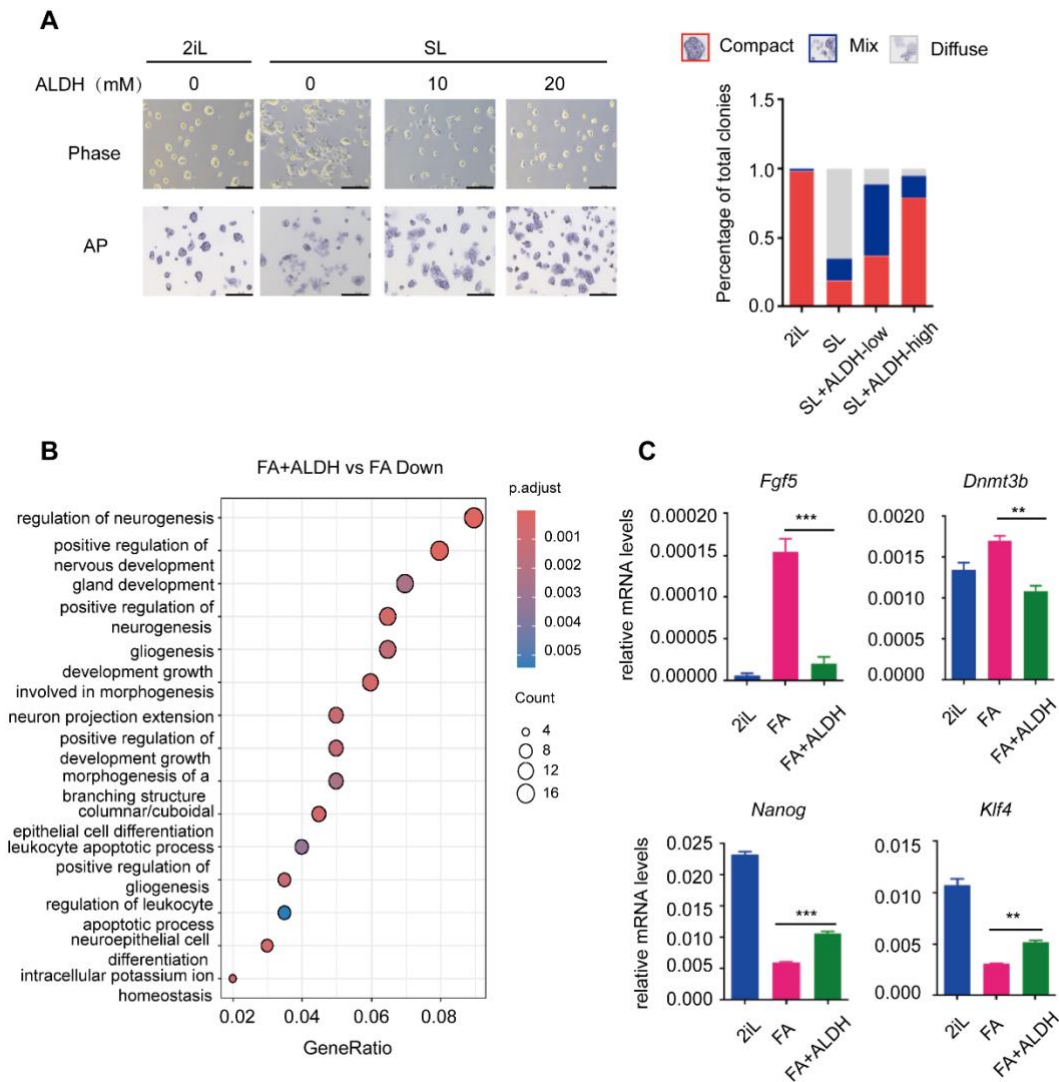 A
2iL
SL
ALDH（mM）
0
0
10
20
Phase
AP
Compact
Mix
Diffuse
Percentage of total clonies
1.5
1.0
0.5
0.0
2iL
SL
SL+ALDH-low
SL+ALDH-high
B
FA+ALDH vs FA Down
regulation of neurogenesis
positive regulation of
nervous development
gland development
positive regulation of
neurogenesis
gliogenesis
development growth
involved in morphogenesis
neuron projection extension
positive regulation of
development growth
morphogenesis of a
branching structure
columnar/cuboidal
epithelial cell differentiation
leukocyte apoptotic process
positive regulation of
gliogenesis
regulation of leukocyte
apoptotic process
neuroepithelial cell
differentiation
intracellular potassium ion
homeostasis
0.02
0.04
0.06
0.08
GeneRatio
p.adjust
0.001
0.002
0.003
0.004
0.005
Count
4
8
12
16
C
Fgf5
relative mRNA levels
0.00020
0.00015
0.00010
0.00005
0.00000
***
2iL
FA
FA+ALDH
Dnmt3b
0.0020
0.0015
0.0010
0.0005
0.0000
**
2iL
FA
FA+ALDH
Nanog
relative mRNA levels
0.025
0.020
0.015
0.010
0.005
0.000
***
2iL
FA
FA+ALDH
Klf4
0.015
0.010
0.005
0.000
**
2iL
FA
FA+ALDH